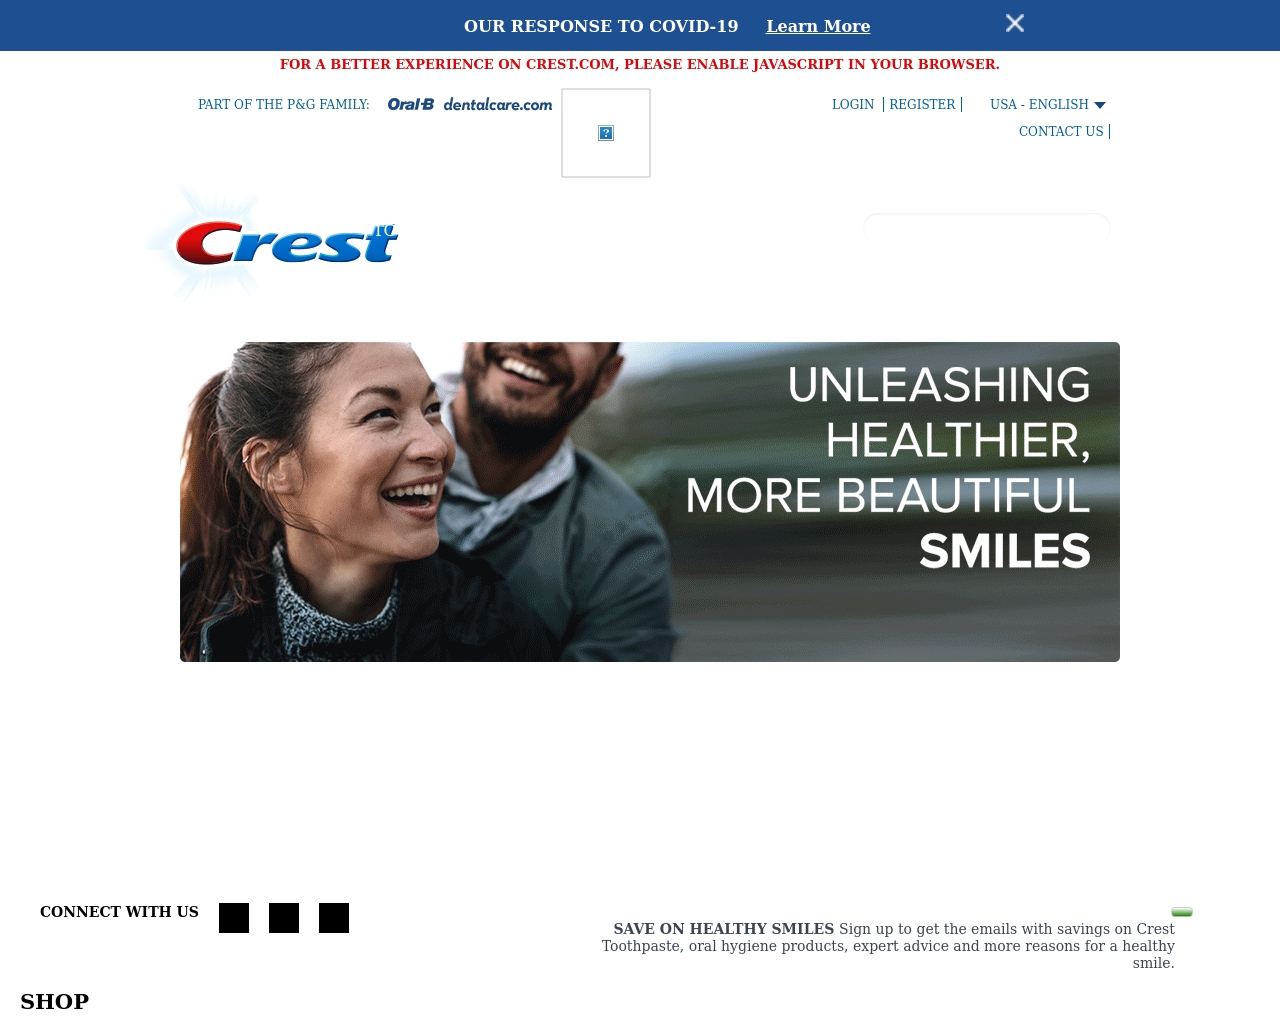 OUR RESPONSE TO COVID-19 Learn More
FOR A BETTER EXPERIENCE ON CREST.COM, PLEASE ENABLE JAVASCRIPT IN YOUR BROWSER.
PART OF THE P&G FAMILY: Oral-B dentalcare.com LOGIN | REGISTER | USA - ENGLISH
CONTACT US |
Crest
UNLEASHING
HEALTHIER,
MORE BEAUTIFUL
SMILES
CONNECT WITH US
SAVE ON HEALTHY SMILES Sign up to get the emails with savings on Crest
Toothpaste, oral hygiene products, expert advice and more reasons for a healthy
smile.
SHOP